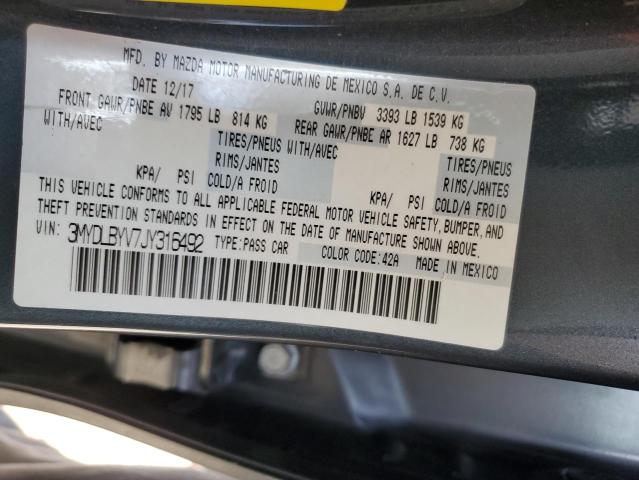 MFD. BY MAZDA MOTOR MANUFACTURING DE MEXICO S.A. DE C.V.
DATE 12/17 GVWR/PNBV 3393 LB 1539 KG
FRONT GAWR/PNBE AV 1795 LB 814 KG REAR GAWR/PNBE AR 1627 LB 738 KG
WITH/AVEC TIRES/PNEUS WITH/AVEC TIRES/PNEUS
RIMS/JANTES RIMS/JANTES
KPA/ PSI COLD/A FROID KPA/ PSI COLD/A FROID
THIS VEHICLE CONFORMS TO ALL APPLICABLE FEDERAL MOTOR VEHICLE SAFETY, BUMPER, AND
THEFT PREVENTION STANDARDS IN EFFECT ON THE DATE OF MANUFACTURE SHOWN ABOVE.
VIN: 3MYDLBYV7JY316492 TYPE:PASS CAR COLOR CODE:42A MADE IN MEXICO